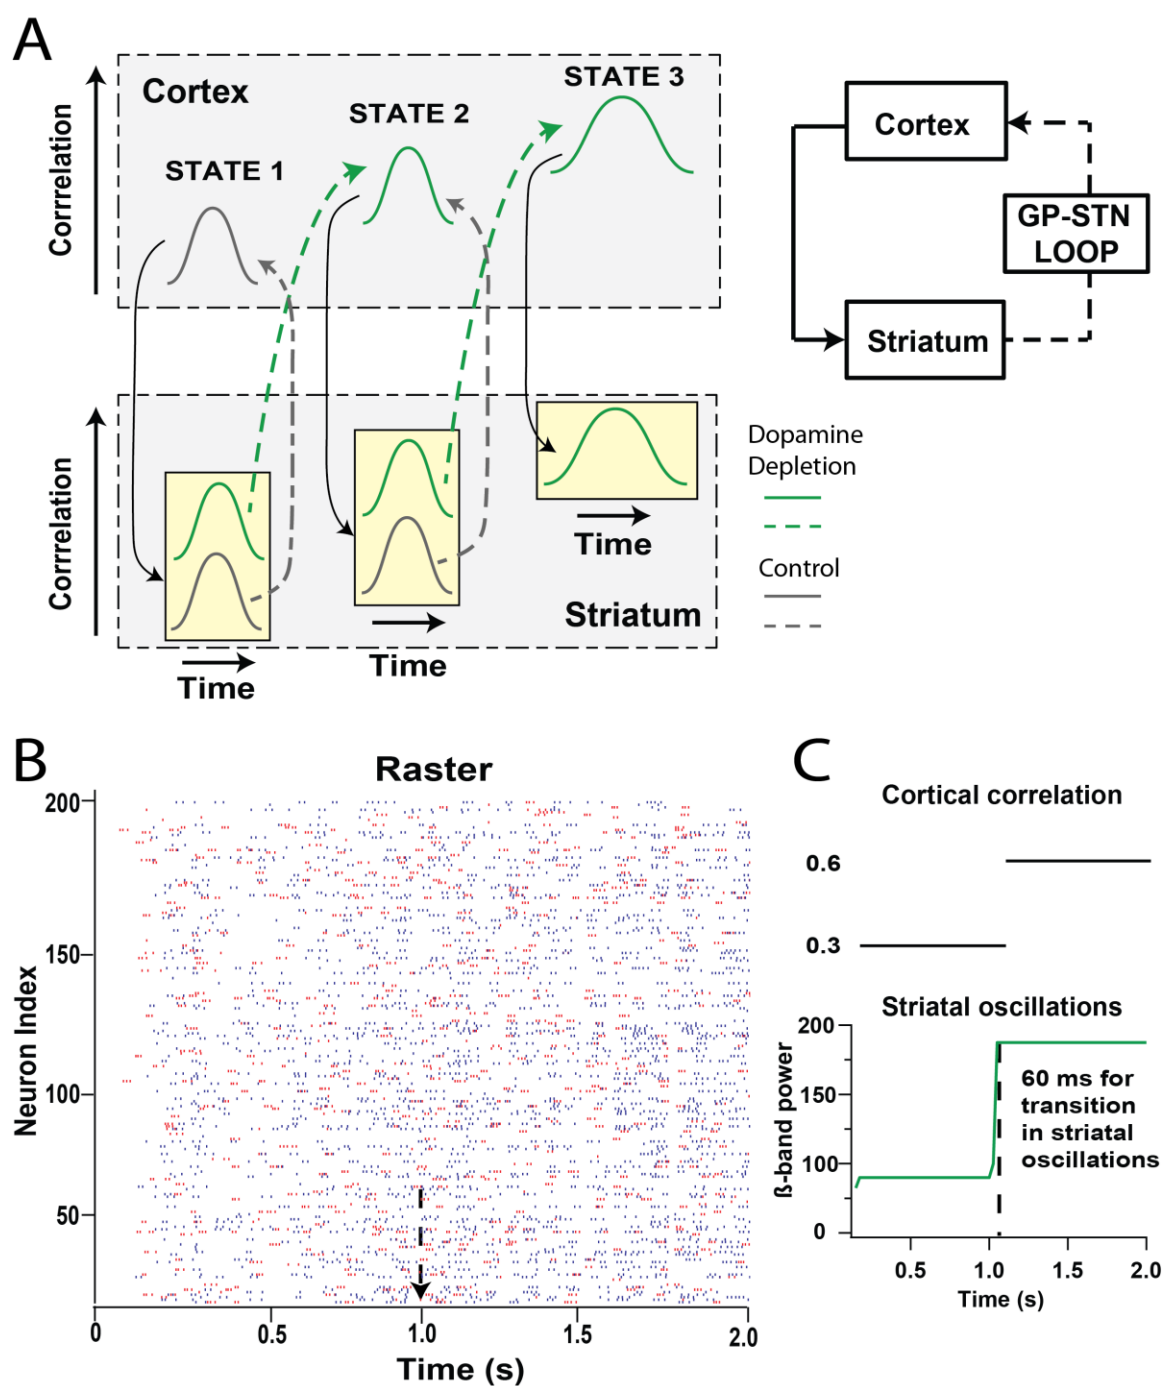 A
Corrrelation
Cortex
STATE 1
STATE 2
STATE 3
Cortex
GP-STN
LOOP
Striatum
Corrrelation
Time
Time
Time
Striatum
Dopamine
Depletion
Control
B
Raster
Neuron Index
200
150
100
50
0
0.5
1.0
1.5
2.0
Time (s)
C
Cortical correlation
0.6
0.3
Striatal oscillations
ß-band power
200
150
100
0
60 ms for
transition
in striatal
oscillations
0.5
1.0
1.5
2.0
Time (s)